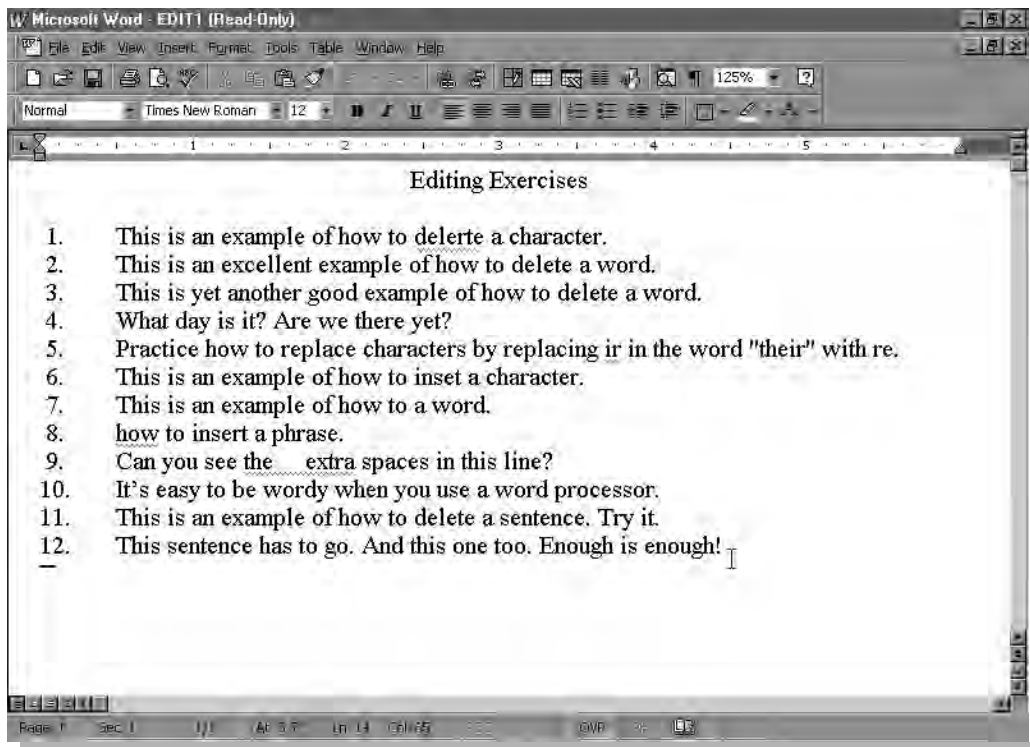 Microsoft Word - EDIT1 (Read-Only)
File Edit View Insert Format Tools Table Window Help
125%
Normal Times New Roman 12 B I U
1 2 3 4 5
Editing Exercises
1. This is an example of how to delerte a character.
2. This is an excellent example of how to delete a word.
3. This is yet another good example of how to delete a word.
4. What day is it? Are we there yet?
5. Practice how to replace characters by replacing ir in the word "their" with re.
6. This is an example of how to inset a character.
7. This is an example of how to a word.
8. how to insert a phrase.
9. Can you see the    extra spaces in this line?
10. It’s easy to be wordy when you use a word processor.
11. This is an example of how to delete a sentence. Try it.
12. This sentence has to go. And this one too. Enough is enough!
Page 1 Sec 1 1/1 Ln 14 OVR